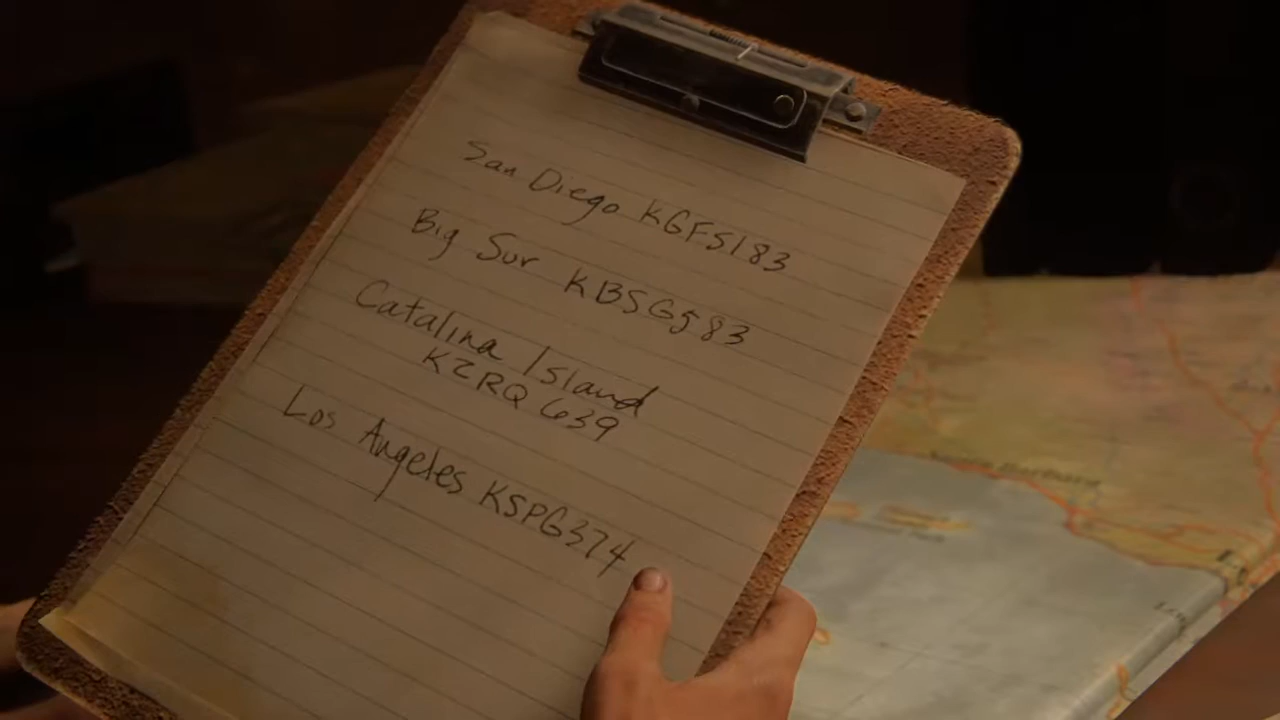 San Diego KGFS183
Big Sur KBSG583
Catalina Island
KZRQ 639
Los Angeles KSPG374